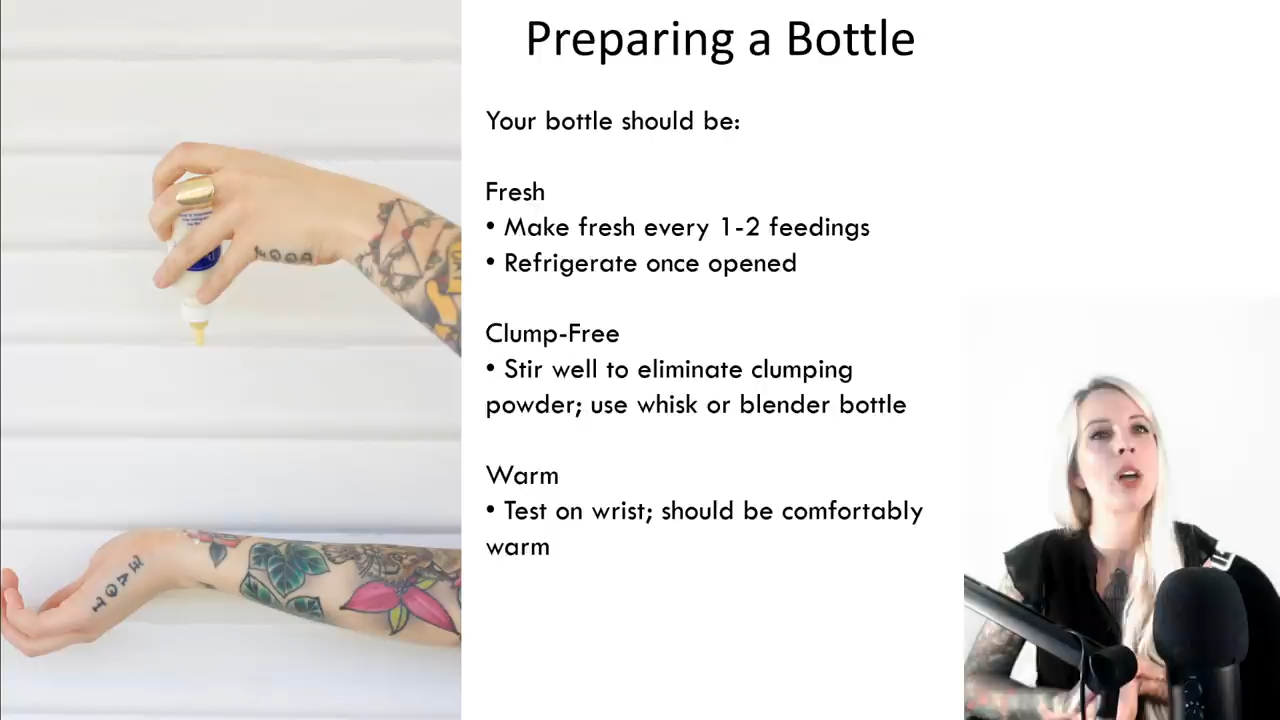 Preparing a Bottle
Your bottle should be:
Fresh
• Make fresh every 1-2 feedings
• Refrigerate once opened
Clump-Free
• Stir well to eliminate clumping
powder; use whisk or blender bottle
Warm
• Test on wrist; should be comfortably
warm